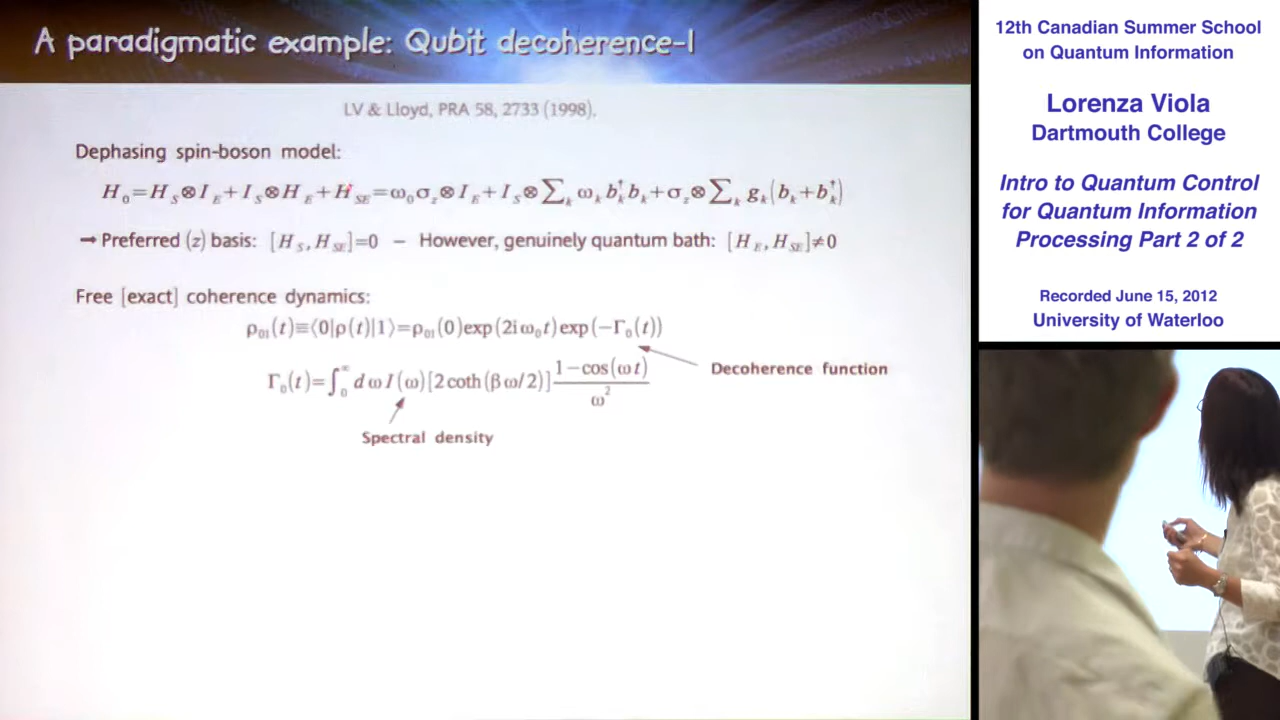 A paradigmatic example: Qubit decoherence-I
LV & Lloyd, PRA 58, 2733 (1998).
Dephasing spin-boson model:
H₀=H_S⊗I_E+I_S⊗H_E+H_SE=ω₀σ_z⊗I_E+I_S⊗∑_k ω_k b_k†b_k+σ_z⊗∑_k g_k(b_k+b_k†)
→ Preferred (z) basis: [H_S, H_SE]=0 – However, genuinely quantum bath: [H_E, H_SE]≠0
Free [exact] coherence dynamics:
ρ₀₁(t)≡⟨0|ρ(t)|1⟩=ρ₀₁(0)exp(2iω₀t)exp(−Γ₀(t))
Γ₀(t)=∫₀^∞ dω I(ω)[2coth(βω/2)] (1−cos(ωt))/ω²
Decoherence function
Spectral density
12th Canadian Summer School
on Quantum Information
Lorenza Viola
Dartmouth College
Intro to Quantum Control
for Quantum Information
Processing Part 2 of 2
Recorded June 15, 2012
University of Waterloo